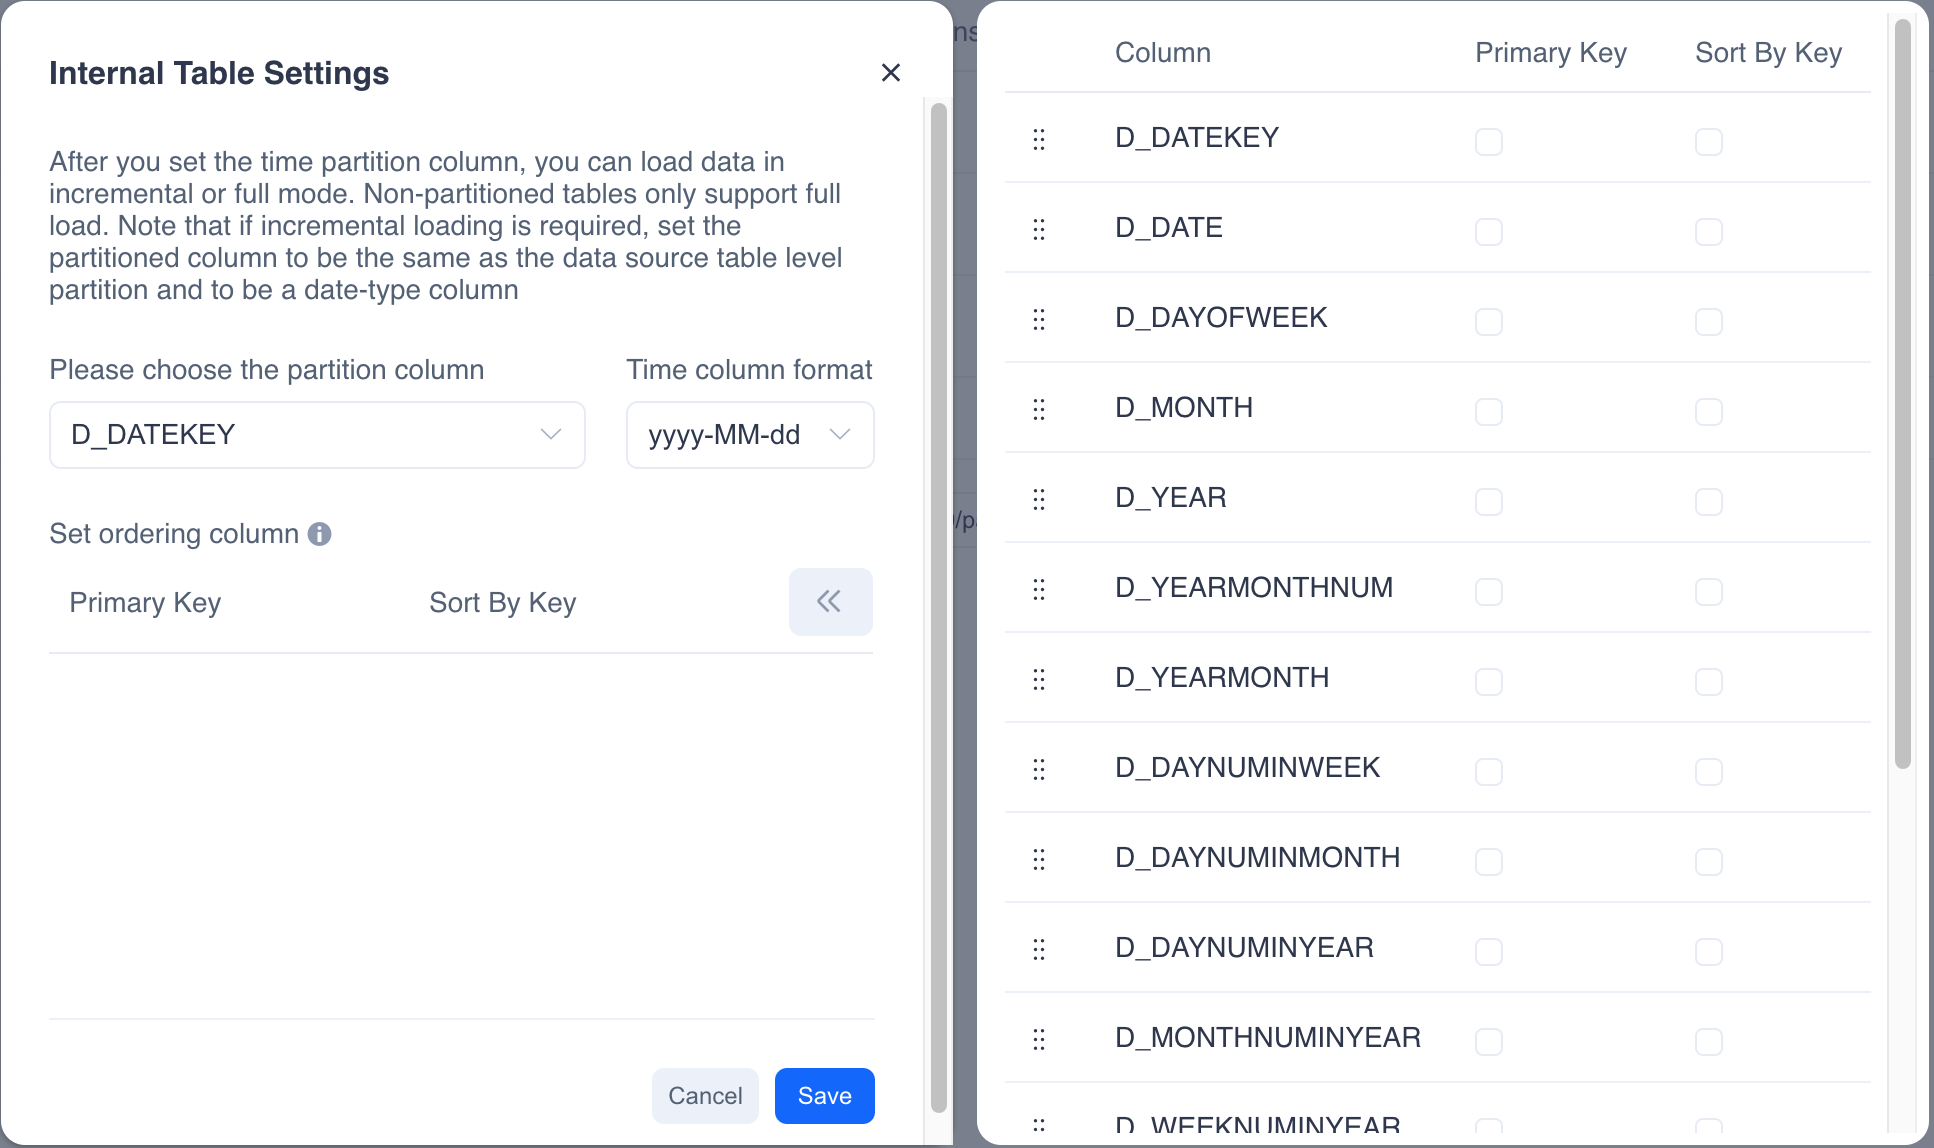 Internal Table Settings
After you set the time partition column, you can load data in
incremental or full mode. Non-partitioned tables only support full
load. Note that if incremental loading is required, set the
partitioned column to be the same as the data source table level
partition and to be a date-type column
Please choose the partition column
Time column format
D_DATEKEY
yyyy-MM-dd
Set ordering column
Primary Key
Sort By Key
Cancel
Save
ns
/pa
Column
Primary Key
Sort By Key
D_DATEKEY
D_DATE
D_DAYOFWEEK
D_MONTH
D_YEAR
D_YEARMONTHNUM
D_YEARMONTH
D_DAYNUMINWEEK
D_DAYNUMINMONTH
D_DAYNUMINYEAR
D_MONTHNUMINYEAR
D_WEEKNUMINYEAR